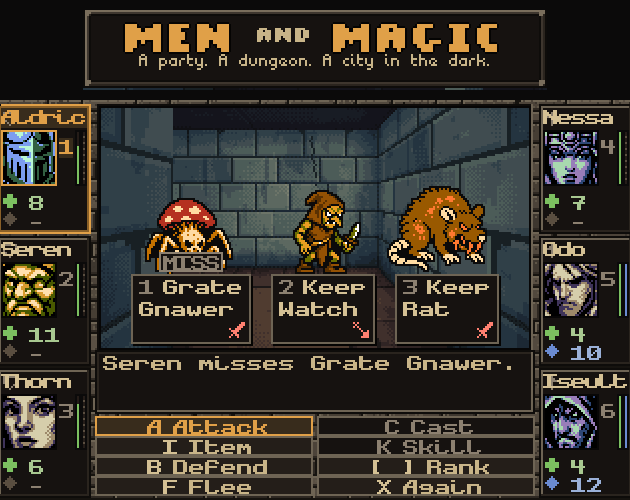 MEN AND MAGIC
A party. A dungeon. A city in the dark.
Aldric
1
8
–
Seren
2
11
–
Thorn
3
6
–
MISS
1 Grate
Gnawer
2 Keep
Watch
3 Keep
Rat
Seren misses Grate Gnawer.
A Attack
C Cast
I Item
K Skill
B Defend
[ ] Rank
F Flee
X Again
Nessa
4
7
–
Odo
5
4
10
Iseult
6
4
12